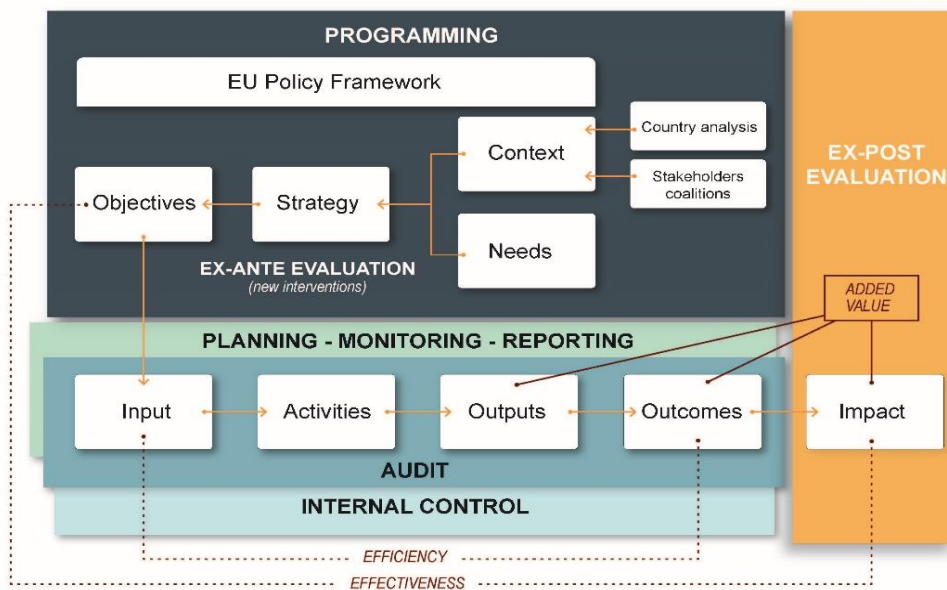 PROGRAMMING
EU Policy Framework
Country analysis
Context
Stakeholders
coalitions
EX-POST
EVALUATION
Objectives
Strategy
Needs
EX-ANTE EVALUATION
(new interventions)
ADDED
VALUE
PLANNING - MONITORING - REPORTING
Input
Activities
Outputs
Outcomes
Impact
AUDIT
INTERNAL CONTROL
EFFICIENCY
EFFECTIVENESS